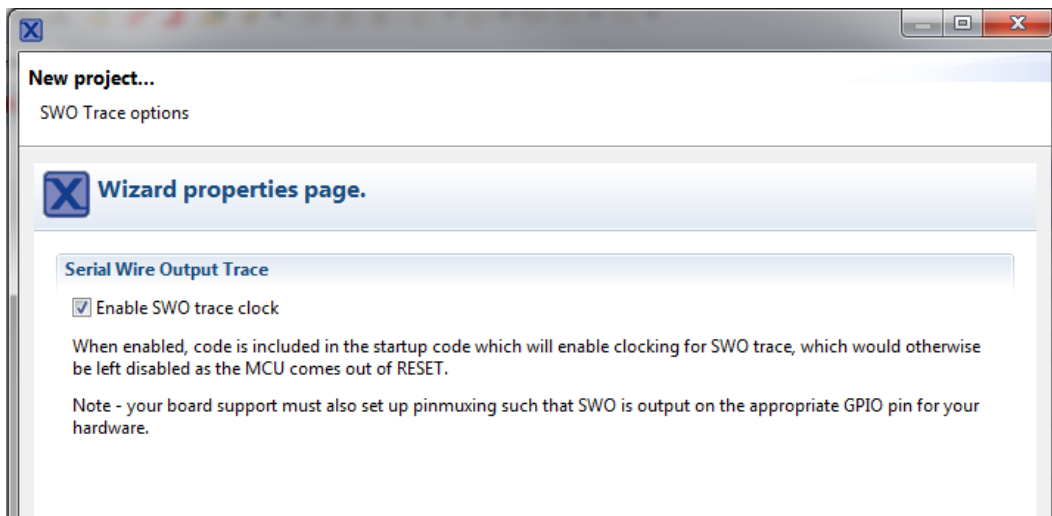 New project...
SWO Trace options
Wizard properties page.
Serial Wire Output Trace
Enable SWO trace clock
When enabled, code is included in the startup code which will enable clocking for SWO trace, which would otherwise
be left disabled as the MCU comes out of RESET.
Note - your board support must also set up pinmuxing such that SWO is output on the appropriate GPIO pin for your
hardware.